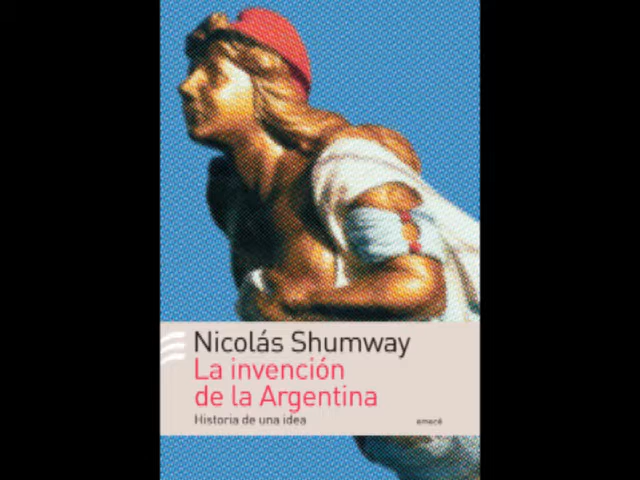 Nicolás Shumway
La invención
de la Argentina
Historia de una idea
emecé